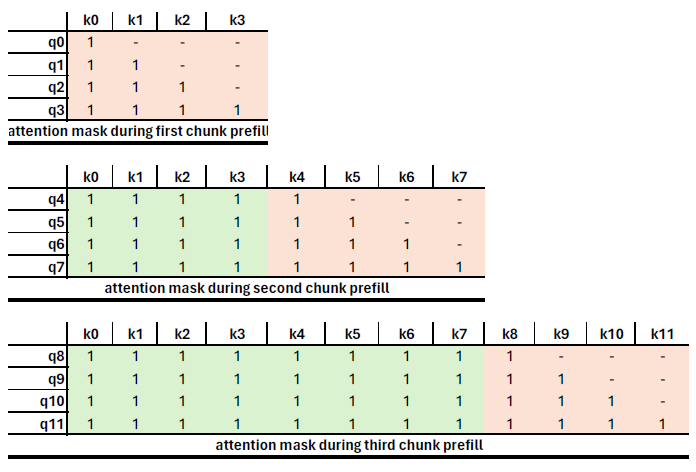 k0 k1 k2 k3
q0 1 - - -
q1 1 1 - -
q2 1 1 1 -
q3 1 1 1 1
attention mask during first chunk prefill
k0 k1 k2 k3 k4 k5 k6 k7
q4 1 1 1 1 1 - - -
q5 1 1 1 1 1 1 - -
q6 1 1 1 1 1 1 1 -
q7 1 1 1 1 1 1 1 1
attention mask during second chunk prefill
k0 k1 k2 k3 k4 k5 k6 k7 k8 k9 k10 k11
q8 1 1 1 1 1 1 1 1 1 - - -
q9 1 1 1 1 1 1 1 1 1 1 - -
q10 1 1 1 1 1 1 1 1 1 1 1 -
q11 1 1 1 1 1 1 1 1 1 1 1 1
attention mask during third chunk prefill